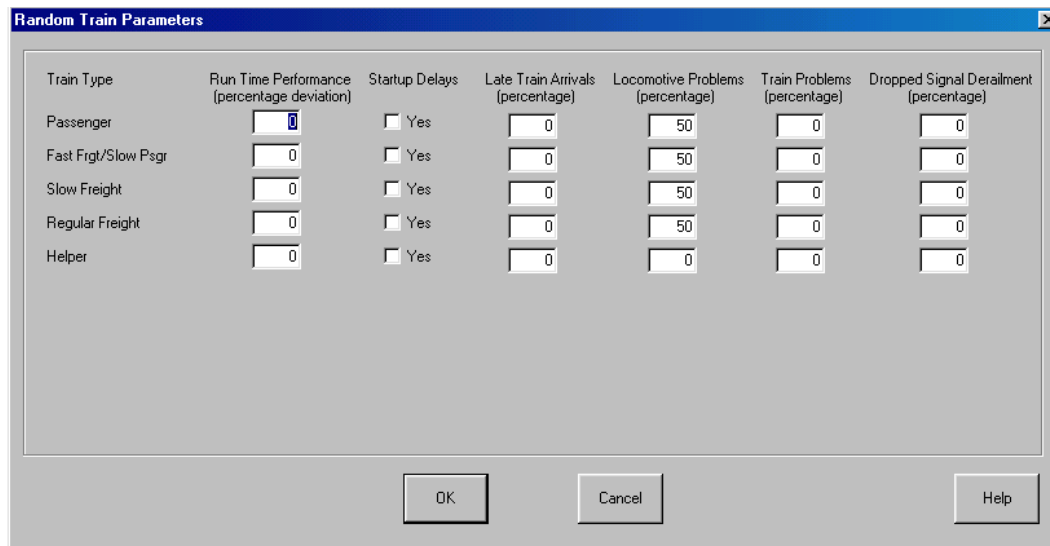 Random Train Parameters
Train Type Run Time Performance Startup Delays Late Train Arrivals Locomotive Problems Train Problems Dropped Signal Derailment
(percentage deviation) (percentage) (percentage) (percentage) (percentage)
Passenger 0 Yes 0 50 0 0
Fast Frgt/Slow Psgr 0 Yes 0 50 0 0
Slow Freight 0 Yes 0 50 0 0
Regular Freight 0 Yes 0 50 0 0
Helper 0 Yes 0 0 0 0
OK Cancel Help